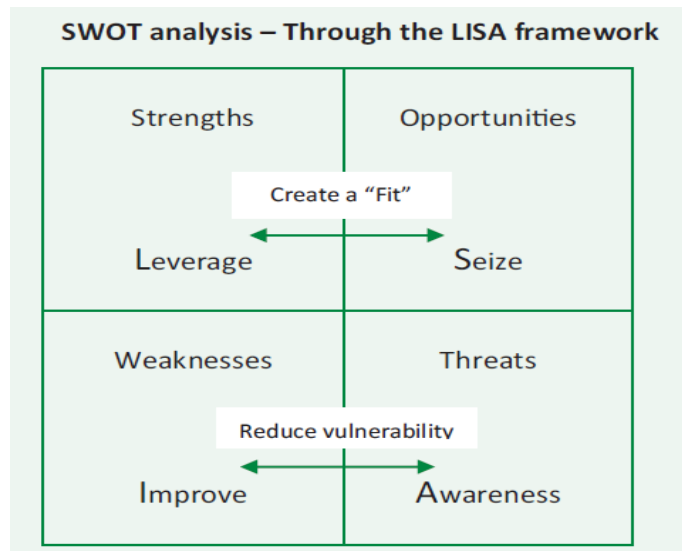 SWOT analysis – Through the LISA framework
Strengths
Opportunities
Create a “Fit”
Leverage
Seize
Weaknesses
Threats
Reduce vulnerability
Improve
Awareness